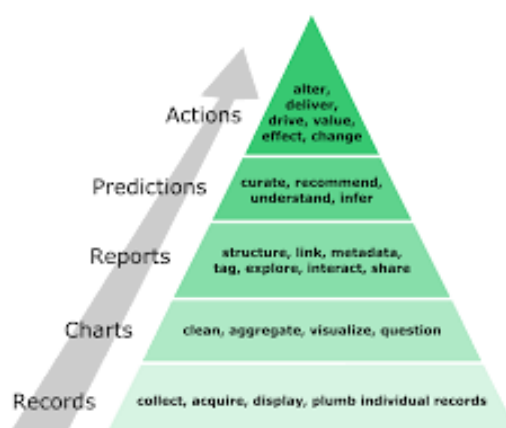 Actions
alter,
deliver,
drive, value,
effect, change
Predictions
curate, recommend,
understand, infer
Reports
structure, link, metadata,
tag, explore, interact, share
Charts
clean, aggregate, visualize, question
Records
collect, acquire, display, plumb individual records